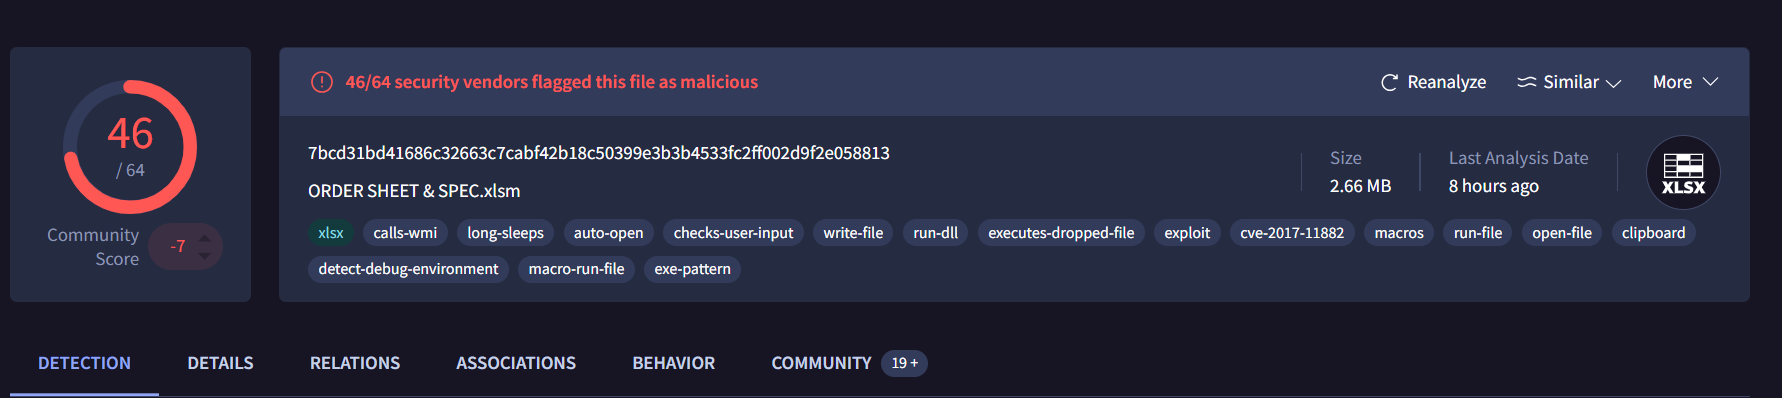 46
/ 64
Community
Score
-7
46/64 security vendors flagged this file as malicious
Reanalyze
Similar
More
7bcd31bd41686c32663c7cabf42b18c50399e3b3b4533fc2ff002d9f2e058813
ORDER SHEET & SPEC.xlsm
Size
2.66 MB
Last Analysis Date
8 hours ago
XLSX
xlsx calls-wmi long-sleeps auto-open checks-user-input write-file run-dll executes-dropped-file exploit cve-2017-11882 macros run-file open-file clipboard
detect-debug-environment macro-run-file exe-pattern
DETECTION DETAILS RELATIONS ASSOCIATIONS BEHAVIOR COMMUNITY 19 +